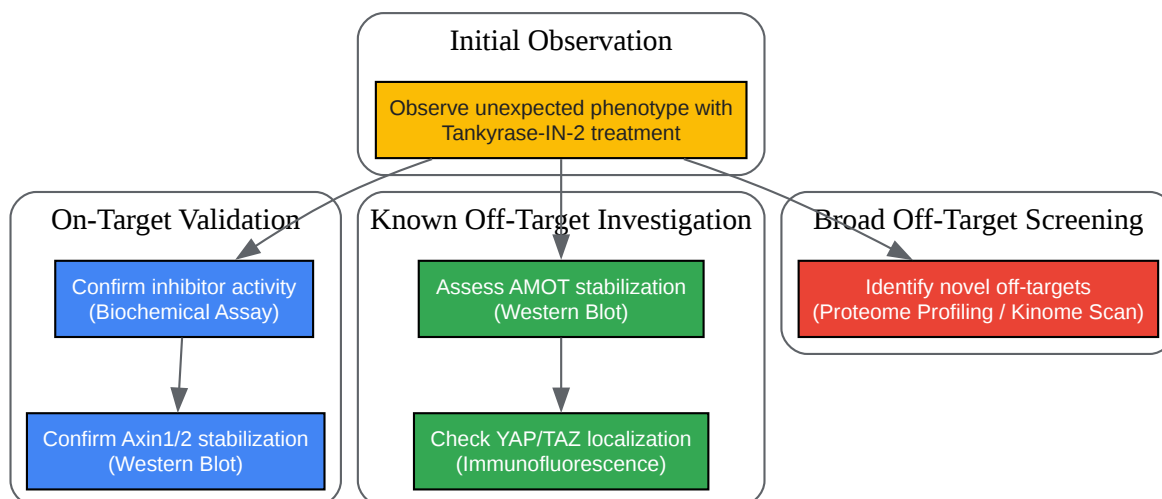 Initial Observation
Observe unexpected phenotype with
Tankyrase-IN-2 treatment
On-Target Validation
Confirm inhibitor activity
(Biochemical Assay)
Confirm Axin1/2 stabilization
(Western Blot)
Known Off-Target Investigation
Assess AMOT stabilization
(Western Blot)
Check YAP/TAZ localization
(Immunofluorescence)
Broad Off-Target Screening
Identify novel off-targets
(Proteome Profiling / Kinome Scan)